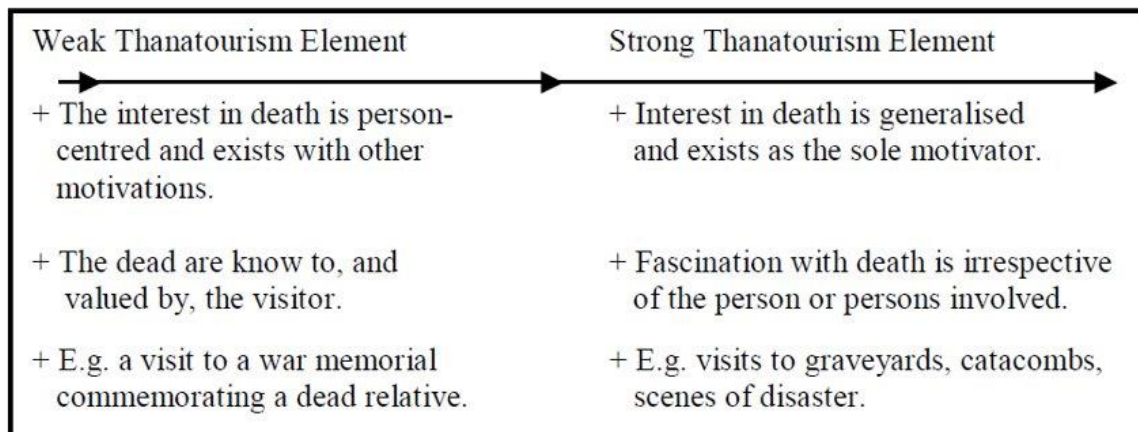 Weak Thanatourism Element
Strong Thanatourism Element
+ The interest in death is person-
centred and exists with other
motivations.
+ Interest in death is generalised
and exists as the sole motivator.
+ The dead are know to, and
valued by, the visitor.
+ Fascination with death is irrespective
of the person or persons involved.
+ E.g. a visit to a war memorial
commemorating a dead relative.
+ E.g. visits to graveyards, catacombs,
scenes of disaster.